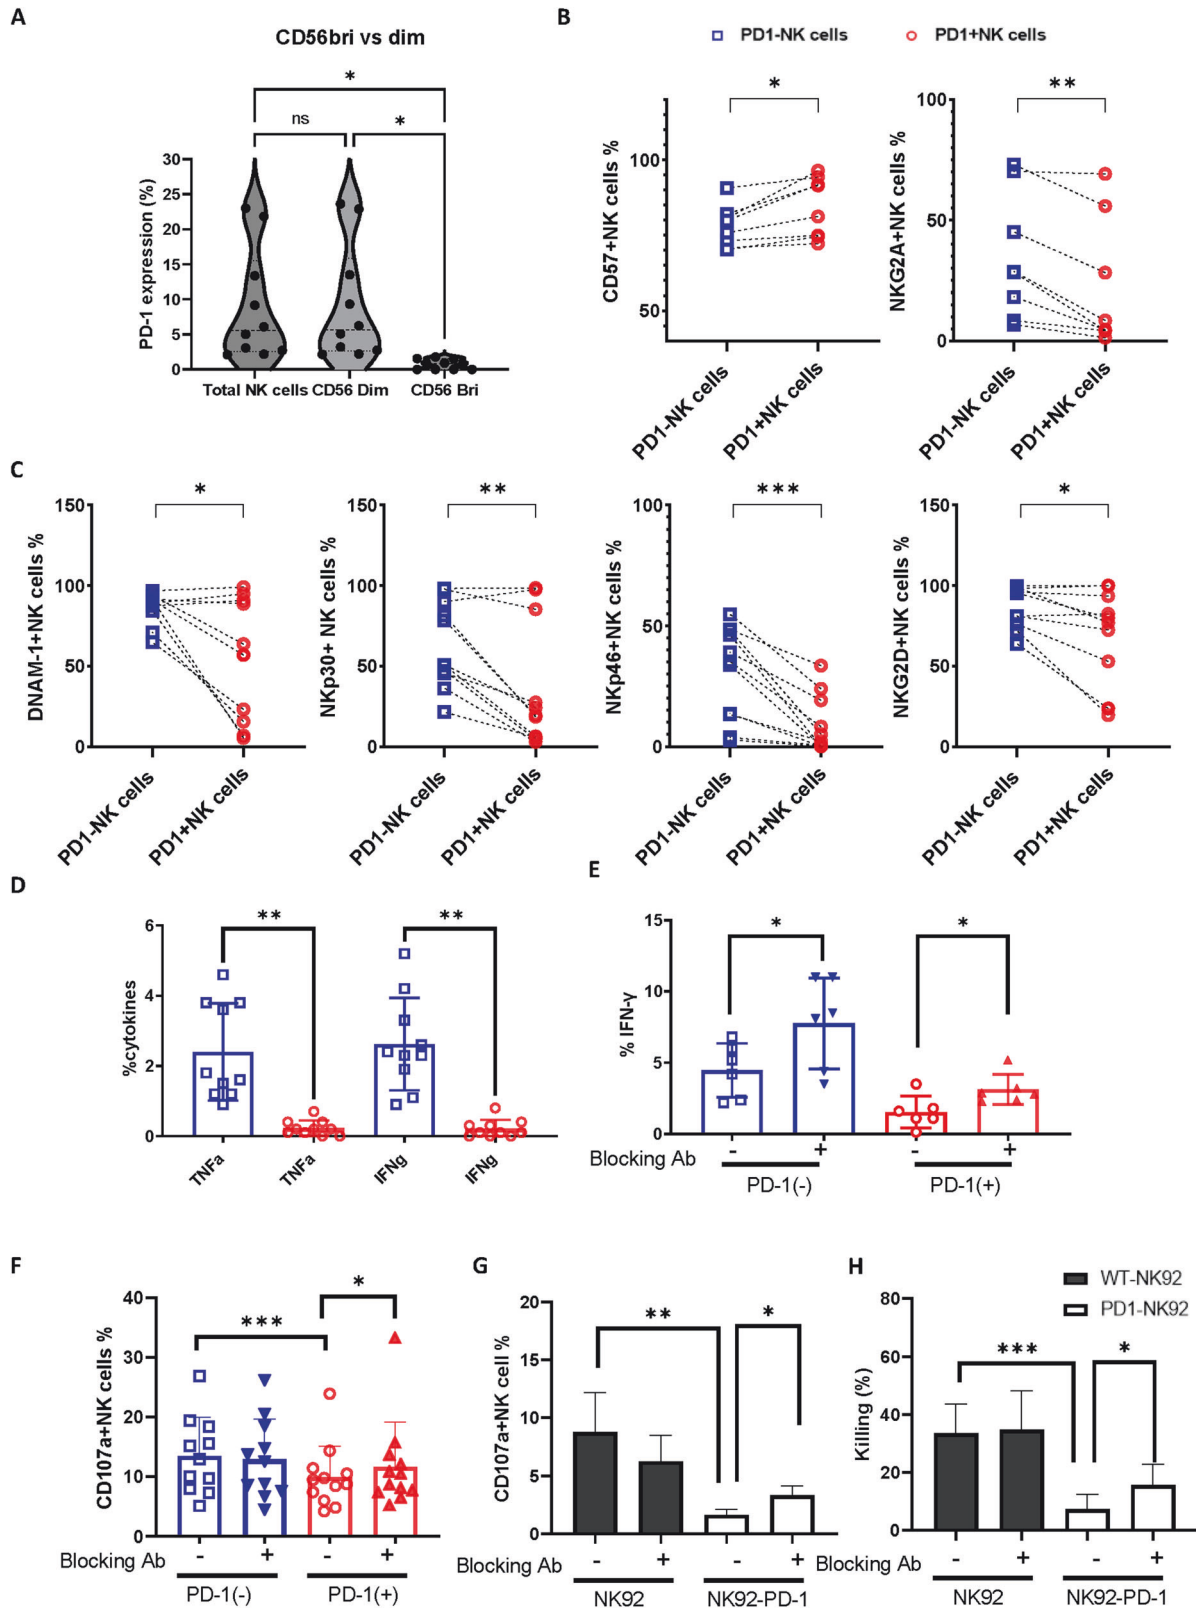 A
CD56bri vs dim
*
ns
*
PD-1 expression (%)
30
25
20
15
10
5
0
Total NK cells CD56 Dim CD56 Bri
B
PD1-NK cells PD1+NK cells
*
CD57+NK cells %
100
50
PD1-NK cells
PD1+NK cells
**
NKG2A+NK cells %
100
50
0
PD1-NK cells
PD1+NK cells
C
*
DNAM-1+NK cells %
150
100
50
0
PD1-NK cells
PD1+NK cells
**
NKp30+ NK cells %
150
100
50
0
PD1-NK cells
PD1+NK cells
***
NKp46+NK cells %
100
50
0
PD1-NK cells
PD1+NK cells
*
NKG2D+NK cells %
150
100
50
0
PD1-NK cells
PD1+NK cells
D
** **
%cytokines
6
4
2
0
TNFa TNFa IFNg IFNg
E
* *
% IFN-γ
15
10
5
0
Blocking Ab - + - +
PD-1(-) PD-1(+)
F
*** *
CD107a+NK cells %
40
30
20
10
0
Blocking Ab - + - +
PD-1(-) PD-1(+)
G
** *
CD107a+NK cell %
20
15
10
5
0
Blocking Ab - + - +
NK92 NK92-PD-1
H
WT-NK92
PD1-NK92
*** *
Killing (%)
80
60
40
20
0
Blocking Ab - + - +
NK92 NK92-PD-1